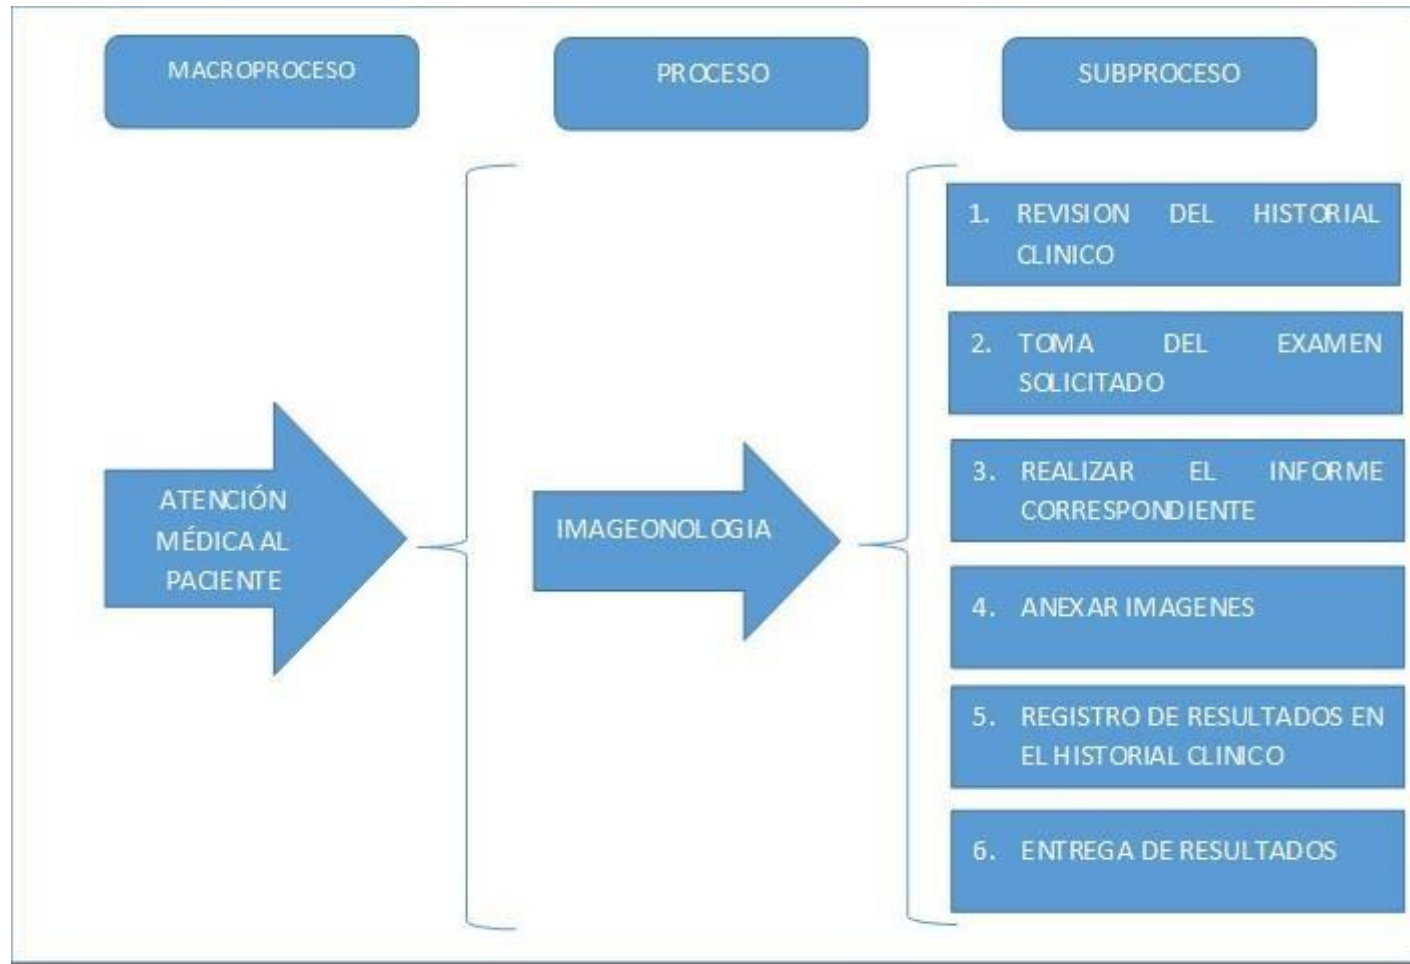 MACROPROCESO
PROCESO
SUBPROCESO
ATENCIÓN
MÉDICA AL
PACIENTE
IMAGEONOLOGIA
1. REVISION DEL HISTORIAL
CLINICO
2. TOMA DEL EXAMEN
SOLICITADO
3. REALIZAR EL INFORME
CORRESPONDIENTE
4. ANEXAR IMAGENES
5. REGISTRO DE RESULTADOS EN
EL HISTORIAL CLINICO
6. ENTREGA DE RESULTADOS